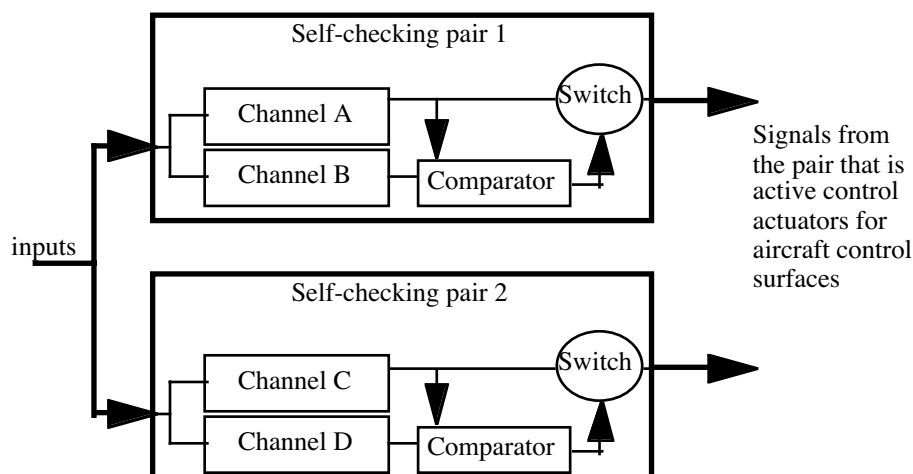 Self-checking pair 1
Channel A
Switch
Channel B
Comparator
Signals from
the pair that is
active control
actuators for
aircraft control
surfaces
inputs
Self-checking pair 2
Channel C
Switch
Channel D
Comparator